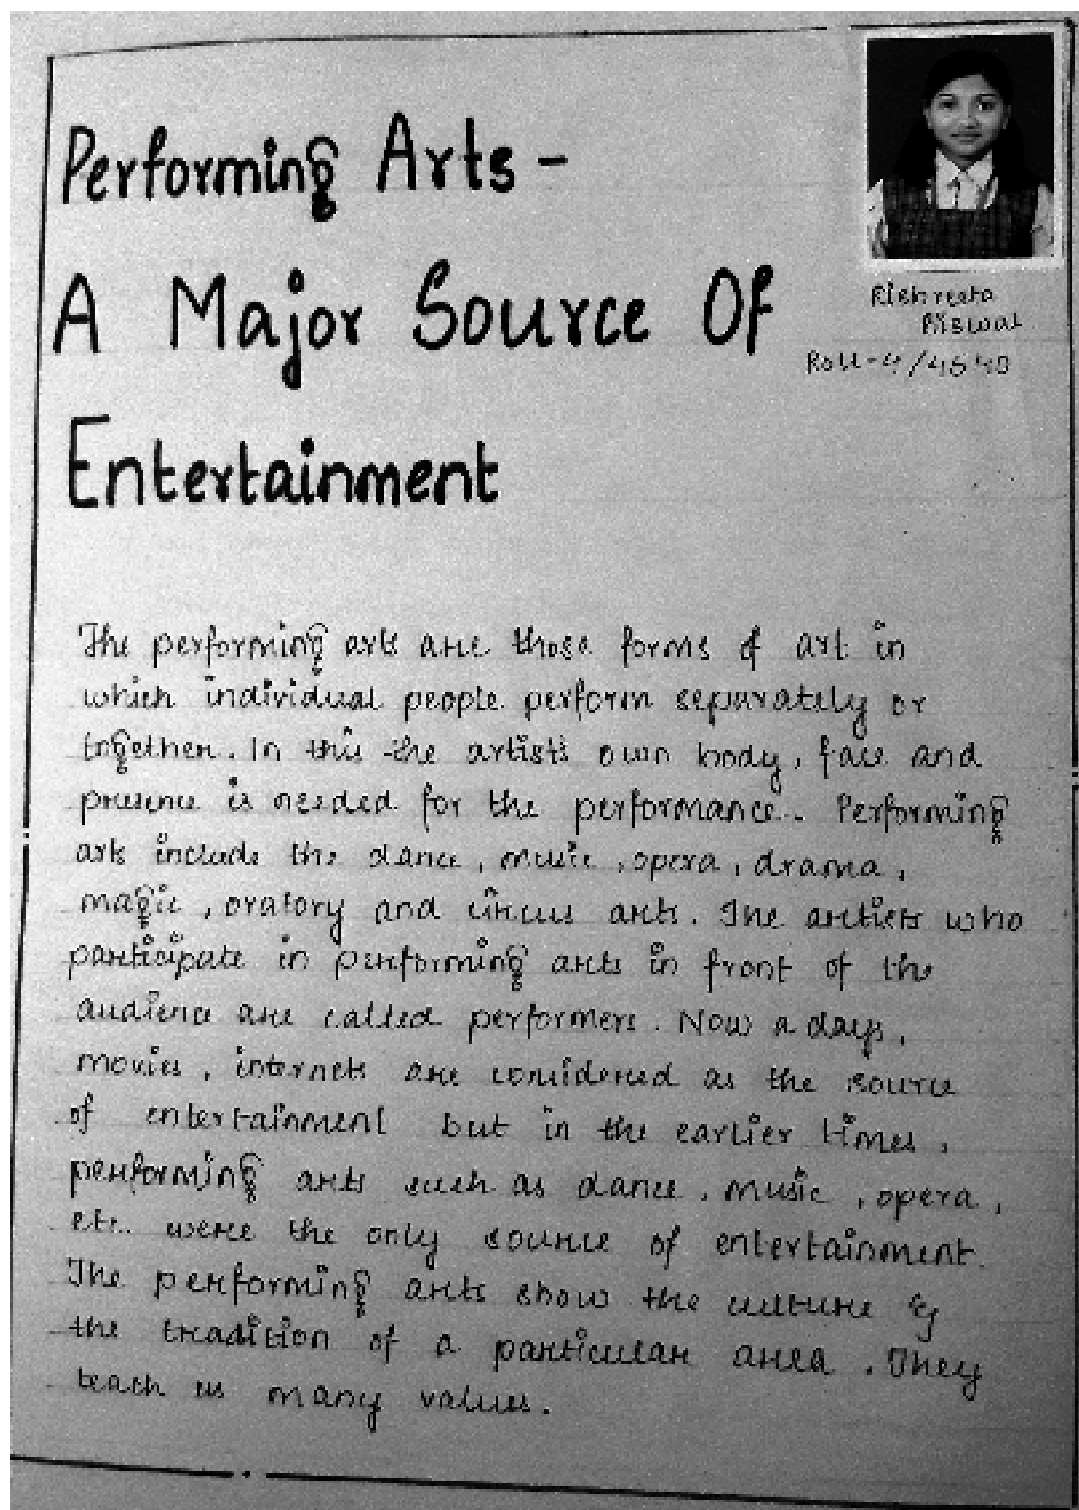 Performing Arts -
A Major Source Of
Entertainment
Biswal
Roll-4/4540
The performing arts are those forms of art in
which individual people perform separately or
together. In this the artists own body, face and
presence is needed for the performance. Performing
arts include the dance, music, opera, drama,
magic, oratory and circus arts. The artists who
participate in performing arts in front of the
audience are called performers. Now a days,
movies, internets are considered as the source
of entertainment but in the earlier times,
performing arts such as dance, music, opera,
etc. were the only source of entertainment.
The performing arts show the culture &
the tradition of a particular area. They
teach us many values.